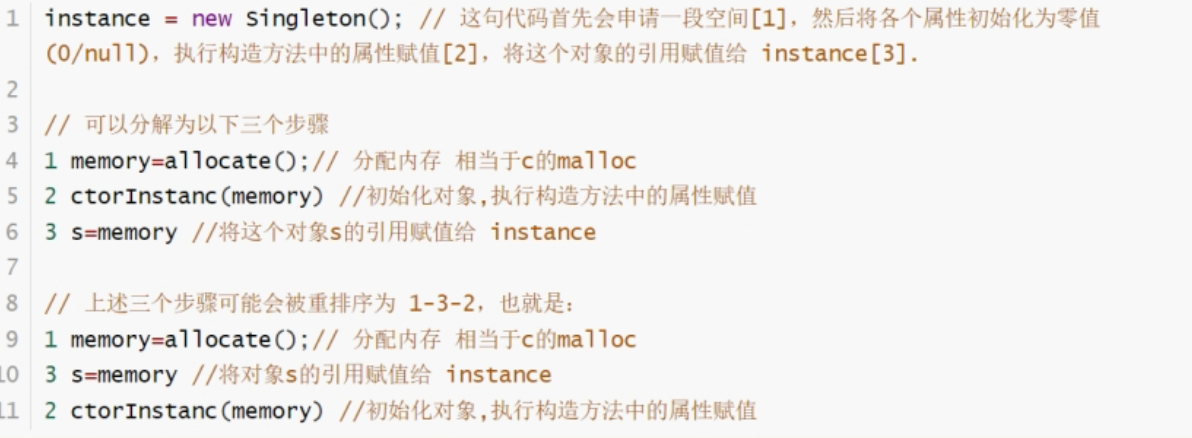 1 instance = new Singleton(); // 这句代码首先会申请一段空间[1], 然后将各个属性初始化为零值
(0/null), 执行构造方法中的属性赋值[2], 将这个对象的引用赋值给 instance[3].
2
3 // 可以分解为以下三个步骤
4 1 memory=allocate();// 分配内存 相当于c的malloc
5 2 ctorInstanc(memory) //初始化对象,执行构造方法中的属性赋值
6 3 s=memory //将这个对象s的引用赋值给 instance
7
8 // 上述三个步骤可能会被重排序为 1-3-2, 也就是:
9 1 memory=allocate();// 分配内存 相当于c的malloc
10 3 s=memory //将对象s的引用赋值给 instance
11 2 ctorInstanc(memory) //初始化对象,执行构造方法中的属性赋值